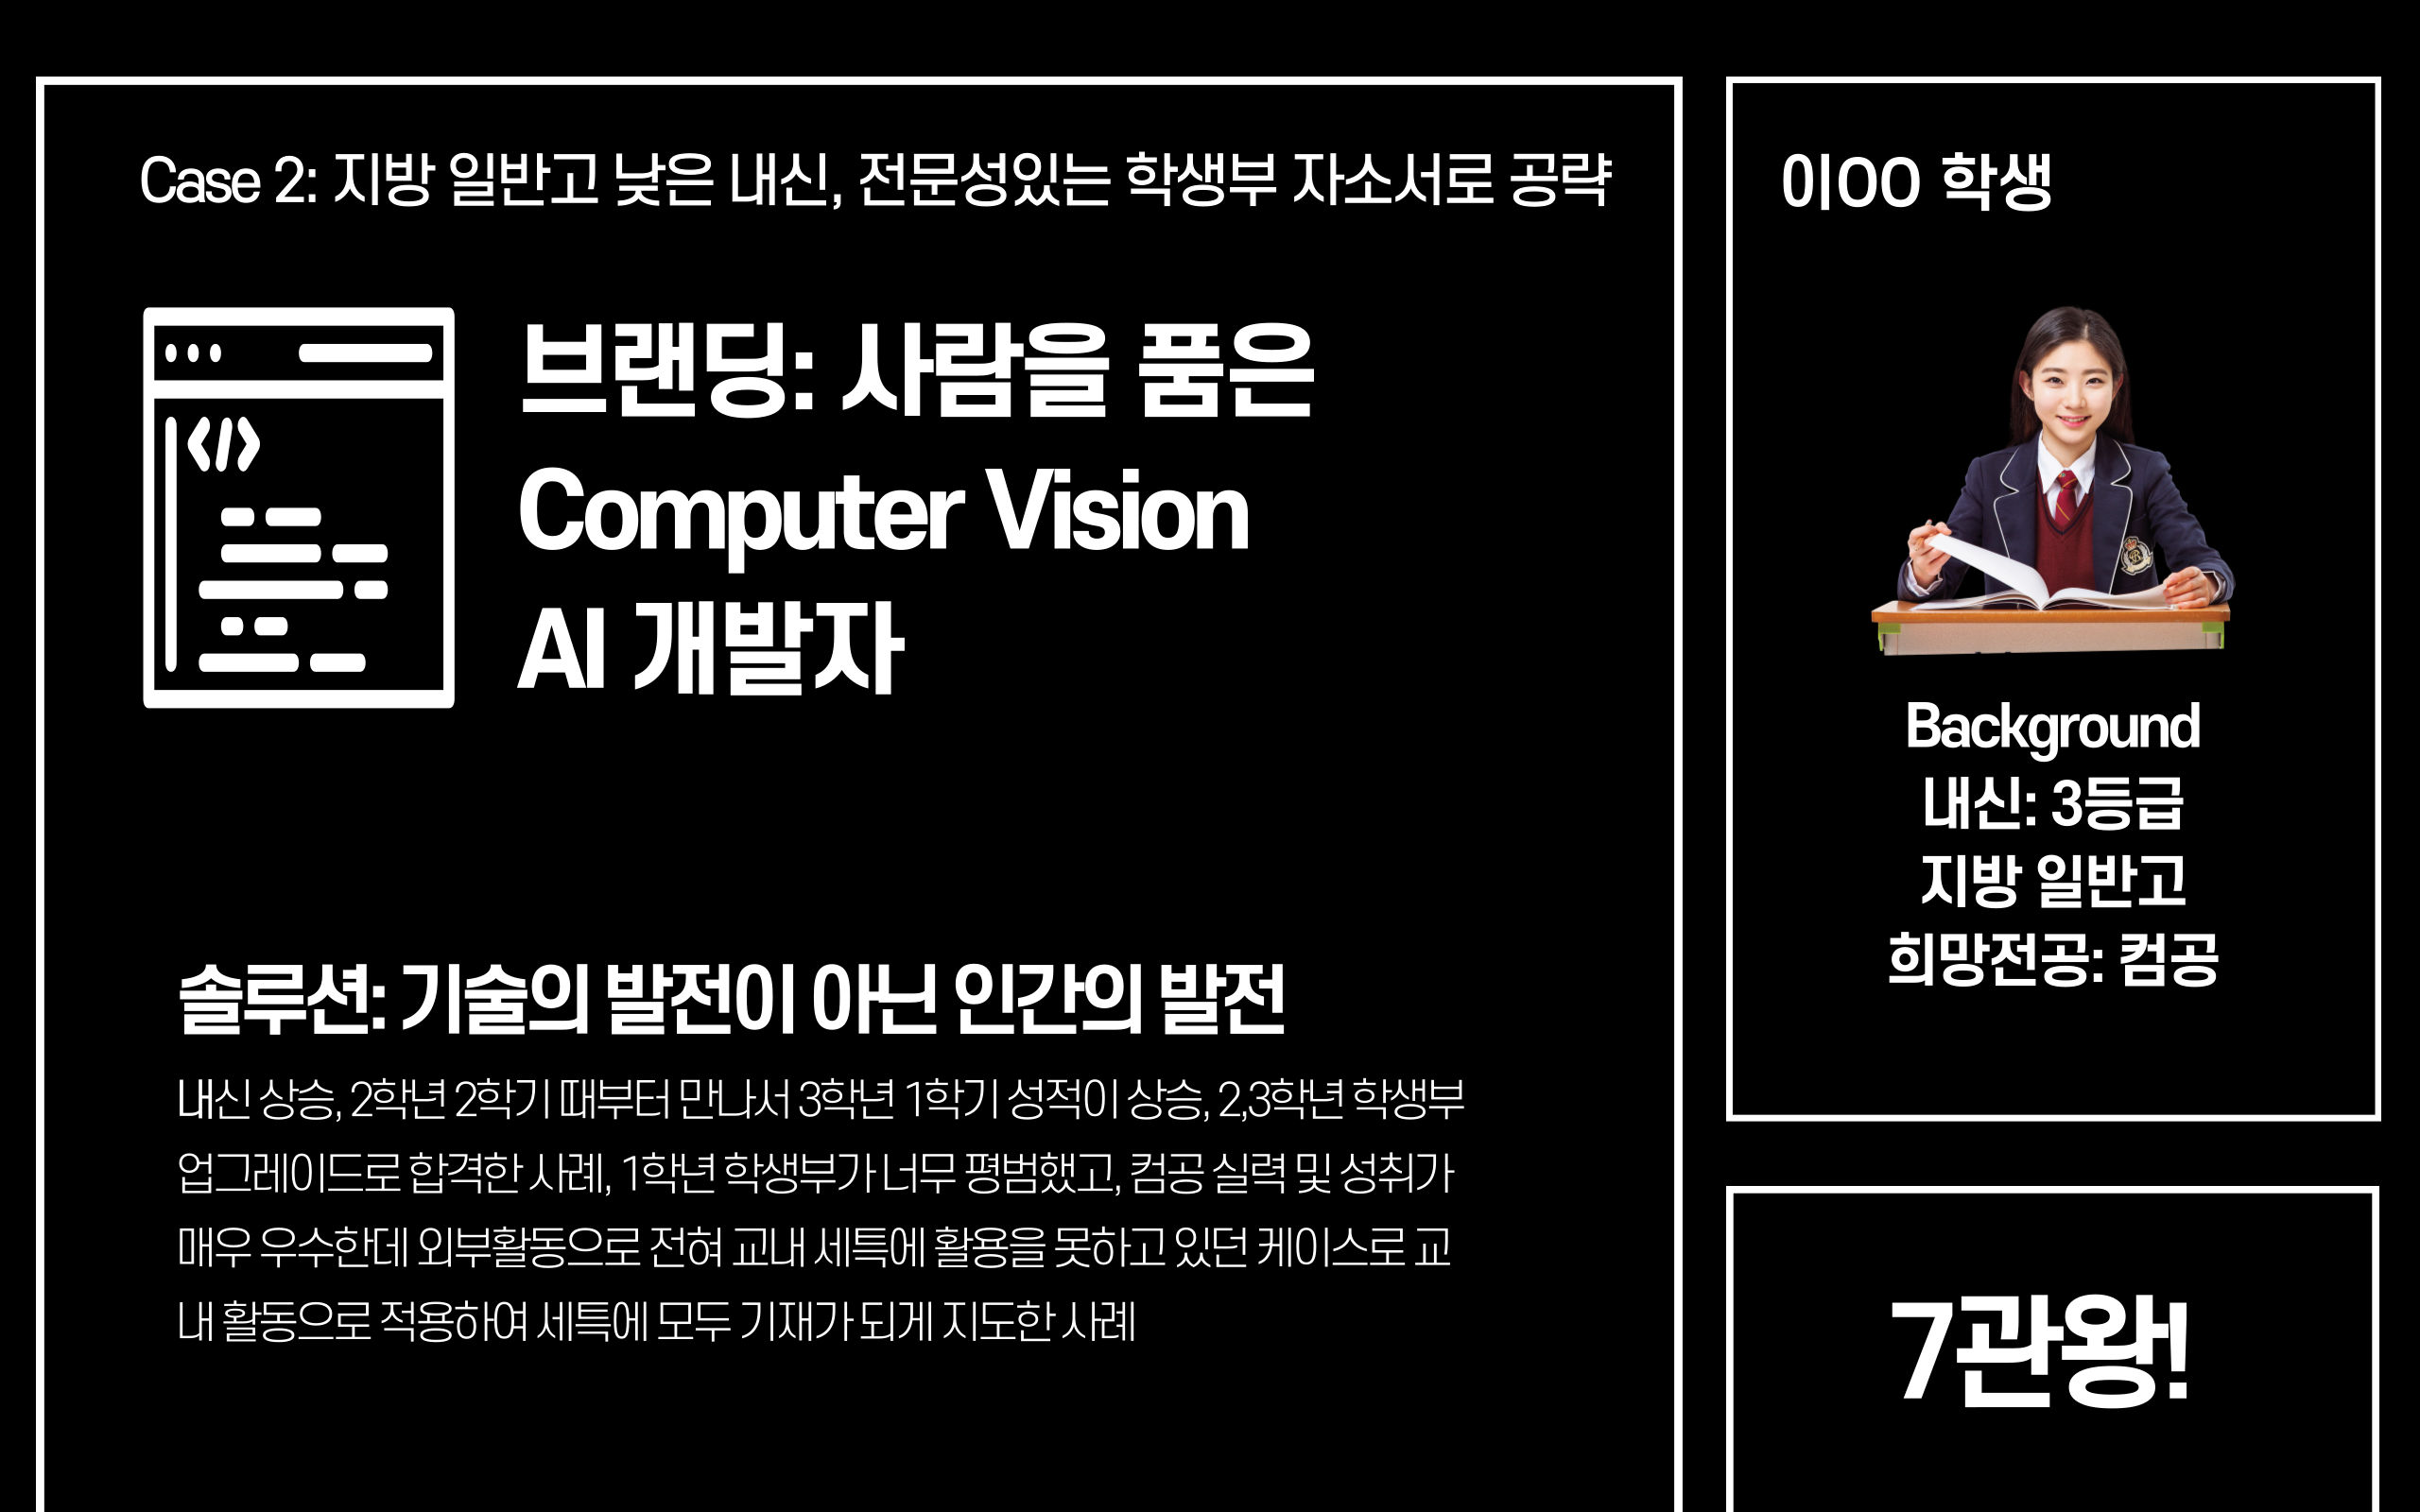 Case 2: 지방 일반고 낮은 내신, 전문성있는 학생부 자소서로 공략
</>
브랜딩: 사람을 품은
Computer Vision
AI 개발자
솔루션: 기술의 발전이 아닌 인간의 발전
내신 상승, 2학년 2학기 때부터 만나서 3학년 1학기 성적이 상승, 2,3학년 학생부
업그레이드로 합격한 사례, 1학년 학생부가 너무 평범했고, 컴공 실력 및 성취가
매우 우수한데 외부활동으로 전혀 교내 세특에 활용을 못하고 있던 케이스로 교
내 활동으로 적용하여 세특에 모두 기재가 되게 지도한 사례
이OO 학생
Background
내신: 3등급
지방 일반고
희망전공: 컴공
7관왕!